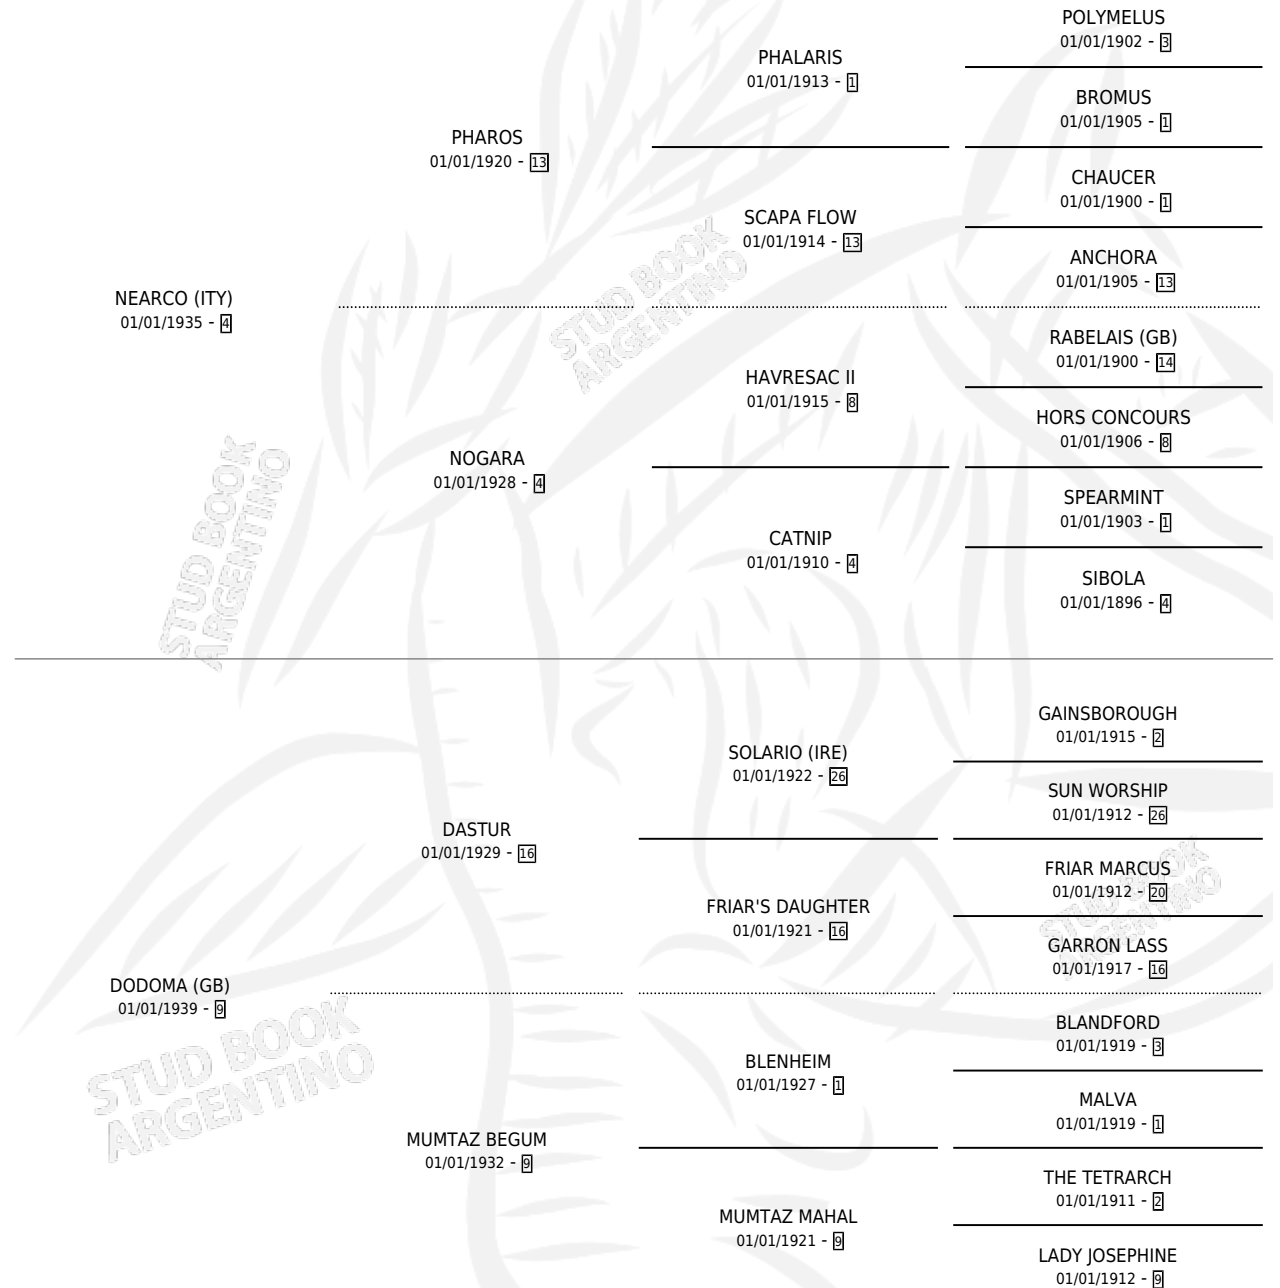 POLYMELUS
01/01/1902 - 3
PHALARIS
01/01/1913 - 1
BROMUS
01/01/1905 - 1
PHAROS
01/01/1920 - 13
CHAUCER
01/01/1900 - 1
SCAPA FLOW
01/01/1914 - 13
ANCHORA
01/01/1905 - 13
NEARCO (ITY)
01/01/1935 - 4
RABELAIS (GB)
01/01/1900 - 14
HAVRESAC II
01/01/1915 - 8
HORS CONCOURS
01/01/1906 - 8
NOGARA
01/01/1928 - 4
SPEARMINT
01/01/1903 - 1
CATNIP
01/01/1910 - 4
SIBOLA
01/01/1896 - 4
STUD BOOK
ARGENTINO
STUD BOOK
ARGENTINO
GAINSBOROUGH
01/01/1915 - 2
SOLARIO (IRE)
01/01/1922 - 26
SUN WORSHIP
01/01/1912 - 26
DASTUR
01/01/1929 - 16
FRIAR MARCUS
01/01/1912 - 20
FRIAR'S DAUGHTER
01/01/1921 - 16
GARRON LASS
01/01/1917 - 16
STUD BOOK
ARGENTINO
DODOMA (GB)
01/01/1939 - 9
BLANDFORD
01/01/1919 - 3
BLENHEIM
01/01/1927 - 1
MALVA
01/01/1919 - 1
STUD BOOK
ARGENTINO
MUMTAZ BEGUM
01/01/1932 - 9
THE TETRARCH
01/01/1911 - 2
MUMTAZ MAHAL
01/01/1921 - 9
LADY JOSEPHINE
01/01/1912 - 9